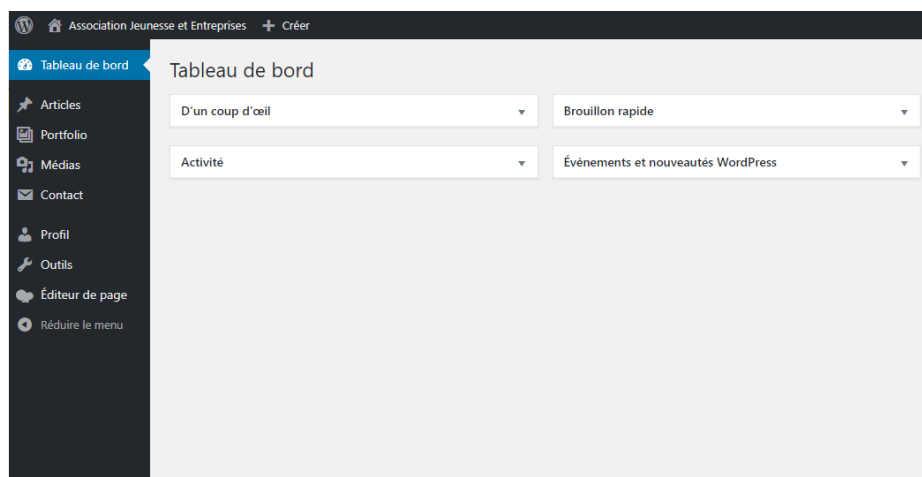 Association Jeunesse et Entreprises + Créer
Tableau de bord
Articles
Portfolio
Médias
Contact
Profil
Outils
Éditeur de page
Réduire le menu
Tableau de bord
D'un coup d'œil
Brouillon rapide
Activité
Évènements et nouveautés WordPress